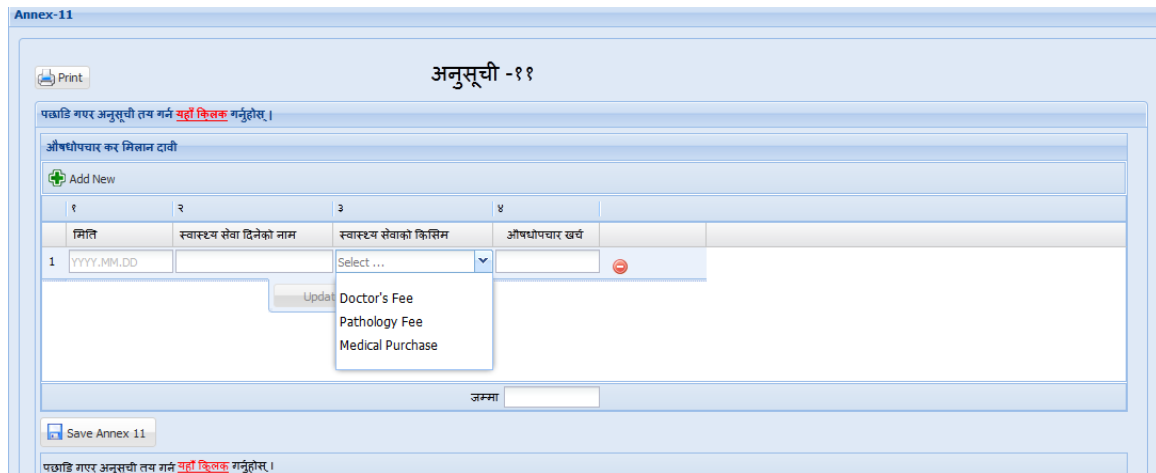 Annex-11
Print
अनुसूची -११
पछाडि गएर अनुसूची तय गर्न यहाँ क्लिक गर्नुहोस् ।
औषधोपचार कर मिलान दावी
Add New
१ २ ३ ४
मिति स्वास्थ्य सेवा दिनेको नाम स्वास्थ्य सेवाको किसिम औषधोपचार खर्च
1 YYYY.MM.DD Select ...
Updat
Doctor's Fee
Pathology Fee
Medical Purchase
जम्मा
Save Annex 11
पछाडि गएर अनुसूची तय गर्न यहाँ क्लिक गर्नुहोस् ।